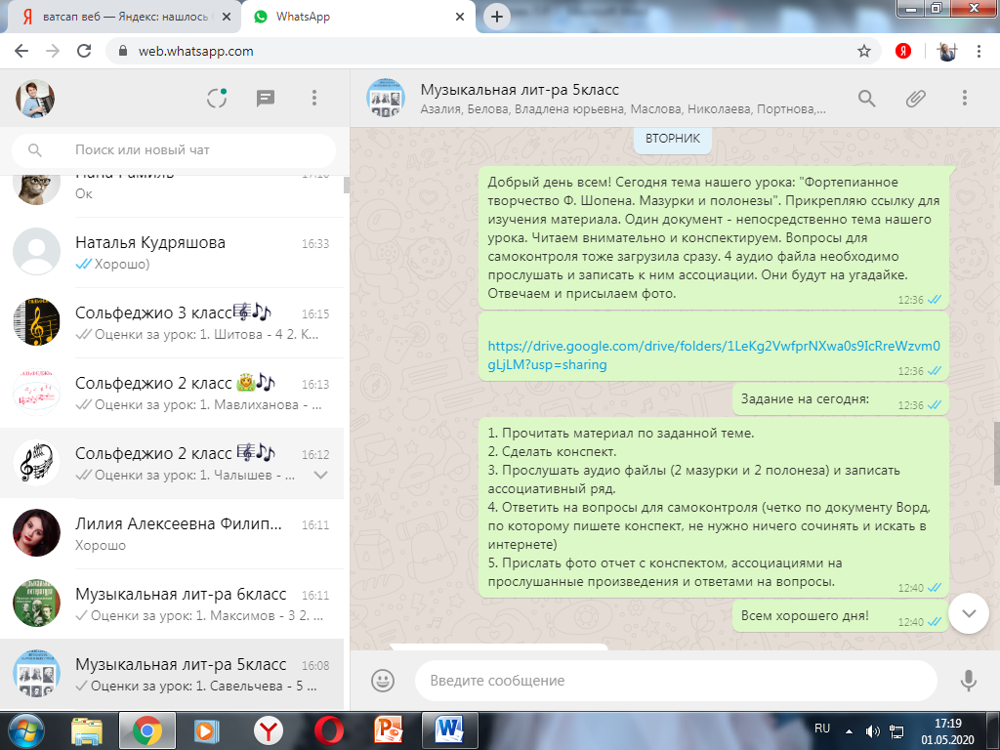 ватсап веб — Яндекс: нашлось
WhatsApp
web.whatsapp.com
Музыкальная лит-ра 5класс
Азалия, Белова, Владлена юрьевна, Маслова, Николаева, Портнова,...
Поиск или новый чат
Ок
Наталья Кудряшова
16:33
Хорошо)
Сольфеджио 3 класс
16:15
Оценки за урок: 1. Шитова - 4 2. К...
Сольфеджио 2 класс
16:13
Оценки за урок: 1. Мавлиханова - ...
Сольфеджио 2 класс
16:12
Оценки за урок: 1. Чалышев - ...
Лилия Алексеевна Филип...
16:11
Хорошо
Музыкальная лит-ра 6класс
16:11
Оценки за урок: 1. Максимов - 3 2. ...
Музыкальная лит-ра 5класс
16:08
Оценки за урок: 1. Савельчева - 5 ...
ВТОРНИК
Добрый день всем! Сегодня тема нашего урока: "Фортепианное
творчество Ф. Шопена. Мазурки и полонезы". Прикрепляю ссылку для
изучения материала. Один документ - непосредственно тема нашего
урока. Читаем внимательно и конспектируем. Вопросы для
самоконтроля тоже загрузила сразу. 4 аудио файла необходимо
прослушать и записать к ним ассоциации. Они будут на угадайке.
Отвечаем и присылаем фото.
12:36
https://drive.google.com/drive/folders/1LeKg2VwfprNXwa0s9IcRreWzvm0
gLjLM?usp=sharing
12:36
Задание на сегодня:
12:36
1. Прочитать материал по заданной теме.
2. Сделать конспект.
3. Прослушать аудио файлы (2 мазурки и 2 полонеза) и записать
ассоциативный ряд.
4. Ответить на вопросы для самоконтроля (четко по документу Ворд,
по которому пишете конспект, не нужно ничего сочинять и искать в
интернете)
5. Прислать фото отчет с конспектом, ассоциациями на
прослушанные произведения и ответами на вопросы.
12:40
Всем хорошего дня!
12:40
Введите сообщение
RU
17:19
01.05.2020